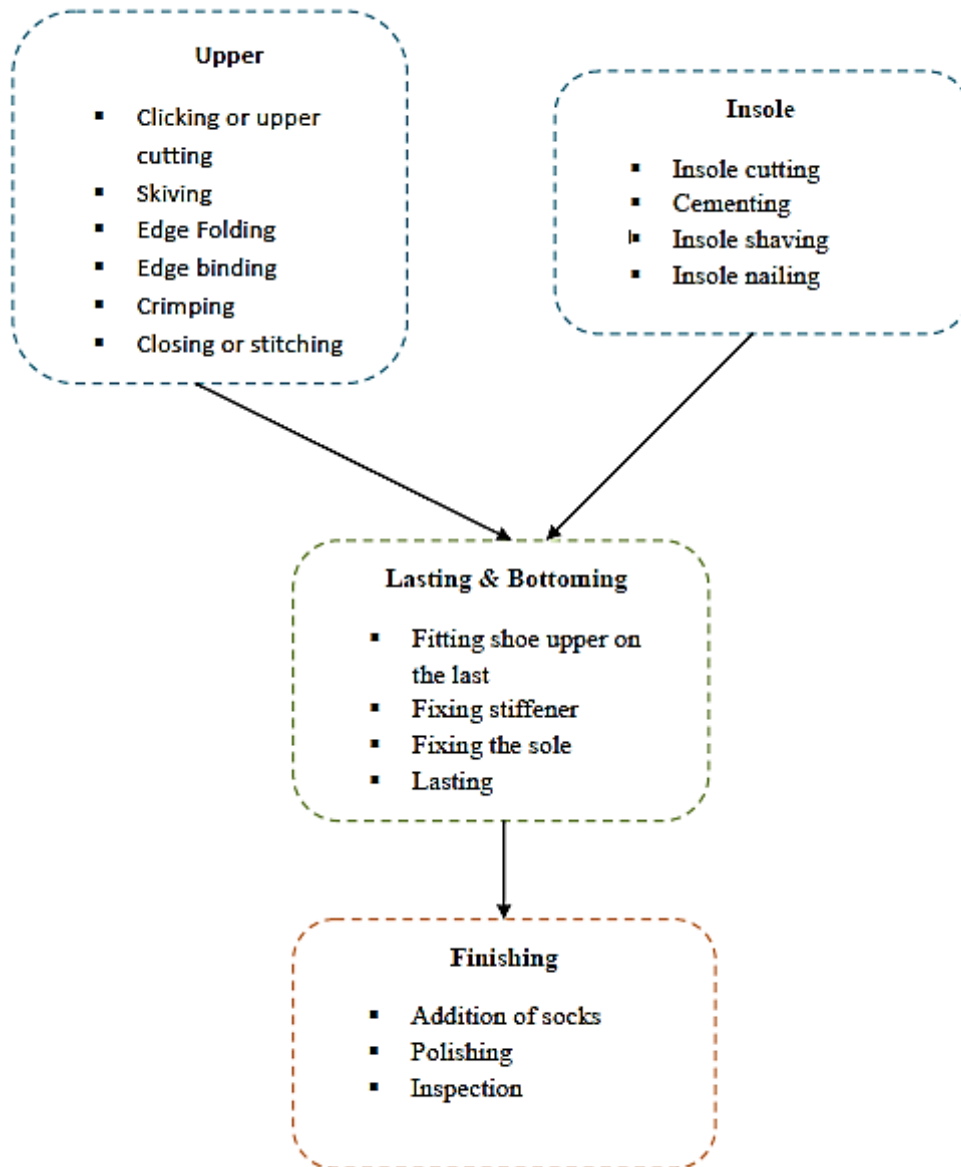 Upper
▪ Clicking or upper
cutting
▪ Skiving
▪ Edge Folding
▪ Edge binding
▪ Crimping
▪ Closing or stitching
Insole
▪ Insole cutting
▪ Cementing
▪ Insole shaving
▪ Insole nailing
Lasting & Bottoming
▪ Fitting shoe upper on
the last
▪ Fixing stiffener
▪ Fixing the sole
▪ Lasting
Finishing
▪ Addition of socks
▪ Polishing
▪ Inspection